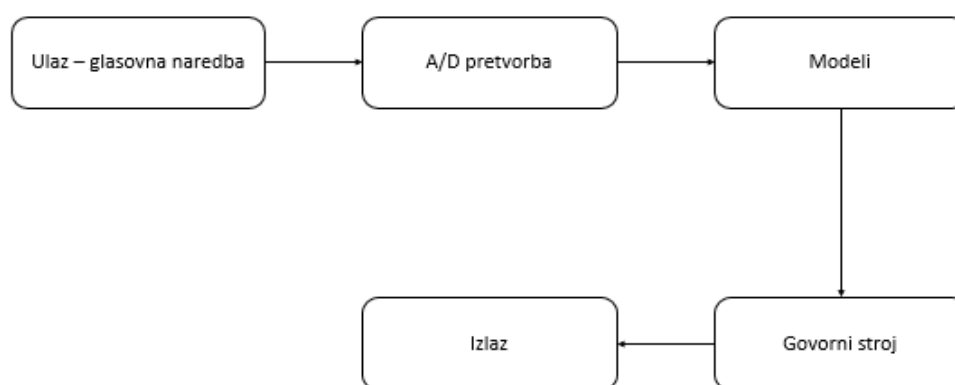 Ulaz – glasovna naredba
A/D pretvorba
Modeli
Govorni stroj
Izlaz